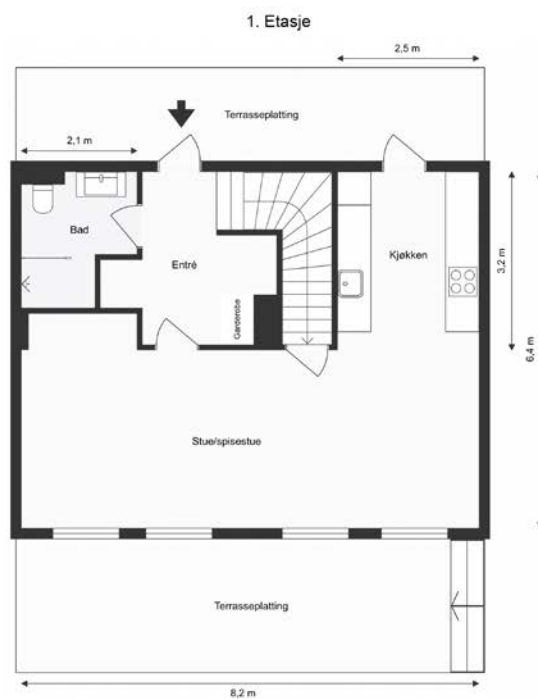 1. Etasje
2,5 m
Terrasseplatting
2,1 m
Bad
Entré
Kjøkken
3,2 m
Garderobe
6,4 m
Stue/spisestue
Terrasseplatting
8,2 m